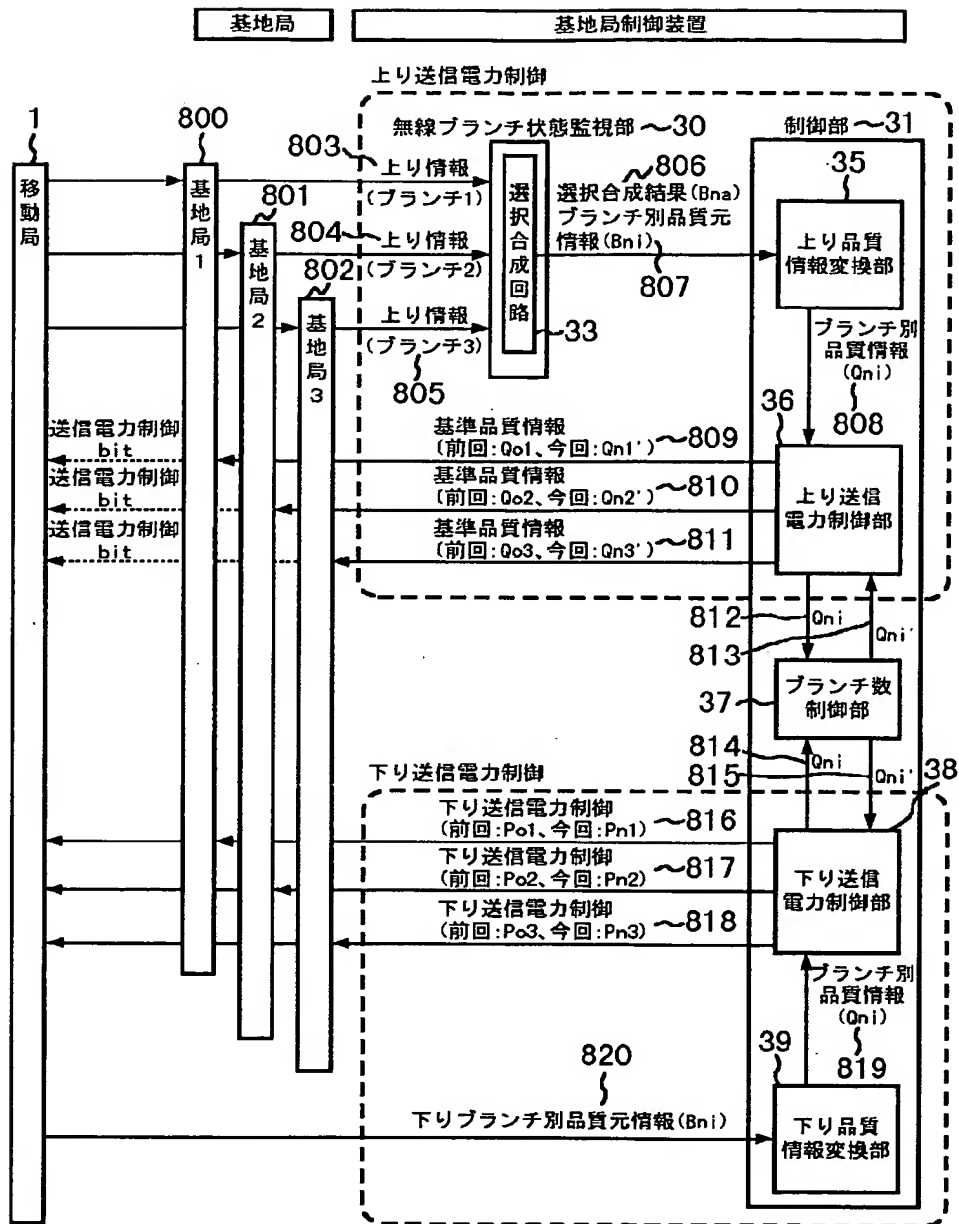 基地局
基地局制御装置
上り送信電力制御
1
800
803
無線ブランチ状態監視部
30
制御部
31
移動局
基地局1
801
804
基地局2
802
基地局3
上り情報
(ブランチ1)
上り情報
(ブランチ2)
上り情報
(ブランチ3)
805
選択合成回路
33
806
選択合成結果(Bna)
ブランチ別品質元
情報(Bni)
807
35
上り品質
情報変換部
ブランチ別
品質情報
(Qni)
808
36
上り送信
電力制御部
送信電力制御
bit
送信電力制御
bit
送信電力制御
bit
基準品質情報
(前回:Qo1、今回:Qn1')
809
基準品質情報
(前回:Qo2、今回:Qn2')
810
基準品質情報
(前回:Qo3、今回:Qn3')
811
812
Qni
813
Qni'
37
ブランチ数
制御部
814
Qni
815
Qni'
38
下り送信電力制御
下り送信電力制御
(前回:Po1、今回:Pn1)
816
下り送信電力制御
(前回:Po2、今回:Pn2)
817
下り送信電力制御
(前回:Po3、今回:Pn3)
818
下り送信
電力制御部
ブランチ別
品質情報
(Qni)
819
820
下りブランチ別品質元情報(Bni)
39
下り品質
情報変換部